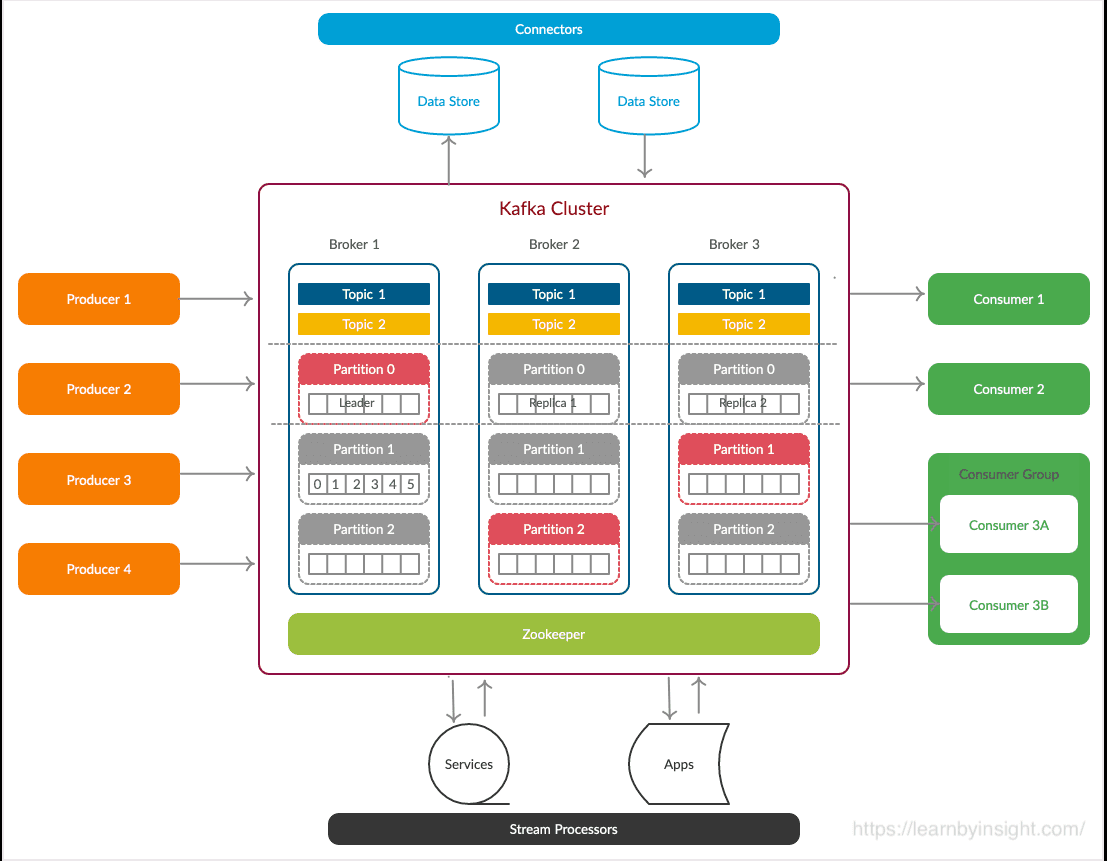 Connectors
Data Store
Data Store
Kafka Cluster
Broker 1
Broker 2
Broker 3
Topic 1
Topic 1
Topic 1
Topic 2
Topic 2
Topic 2
Partition 0
Partition 0
Partition 0
Leader
Replica 1
Replica 2
Partition 1
Partition 1
Partition 1
0 1 2 3 4 5
Partition 2
Partition 2
Partition 2
Zookeeper
Producer 1
Producer 2
Producer 3
Producer 4
Consumer 1
Consumer 2
Consumer Group
Consumer 3A
Consumer 3B
Services
Apps
Stream Processors
https://learnbyinsight.com/